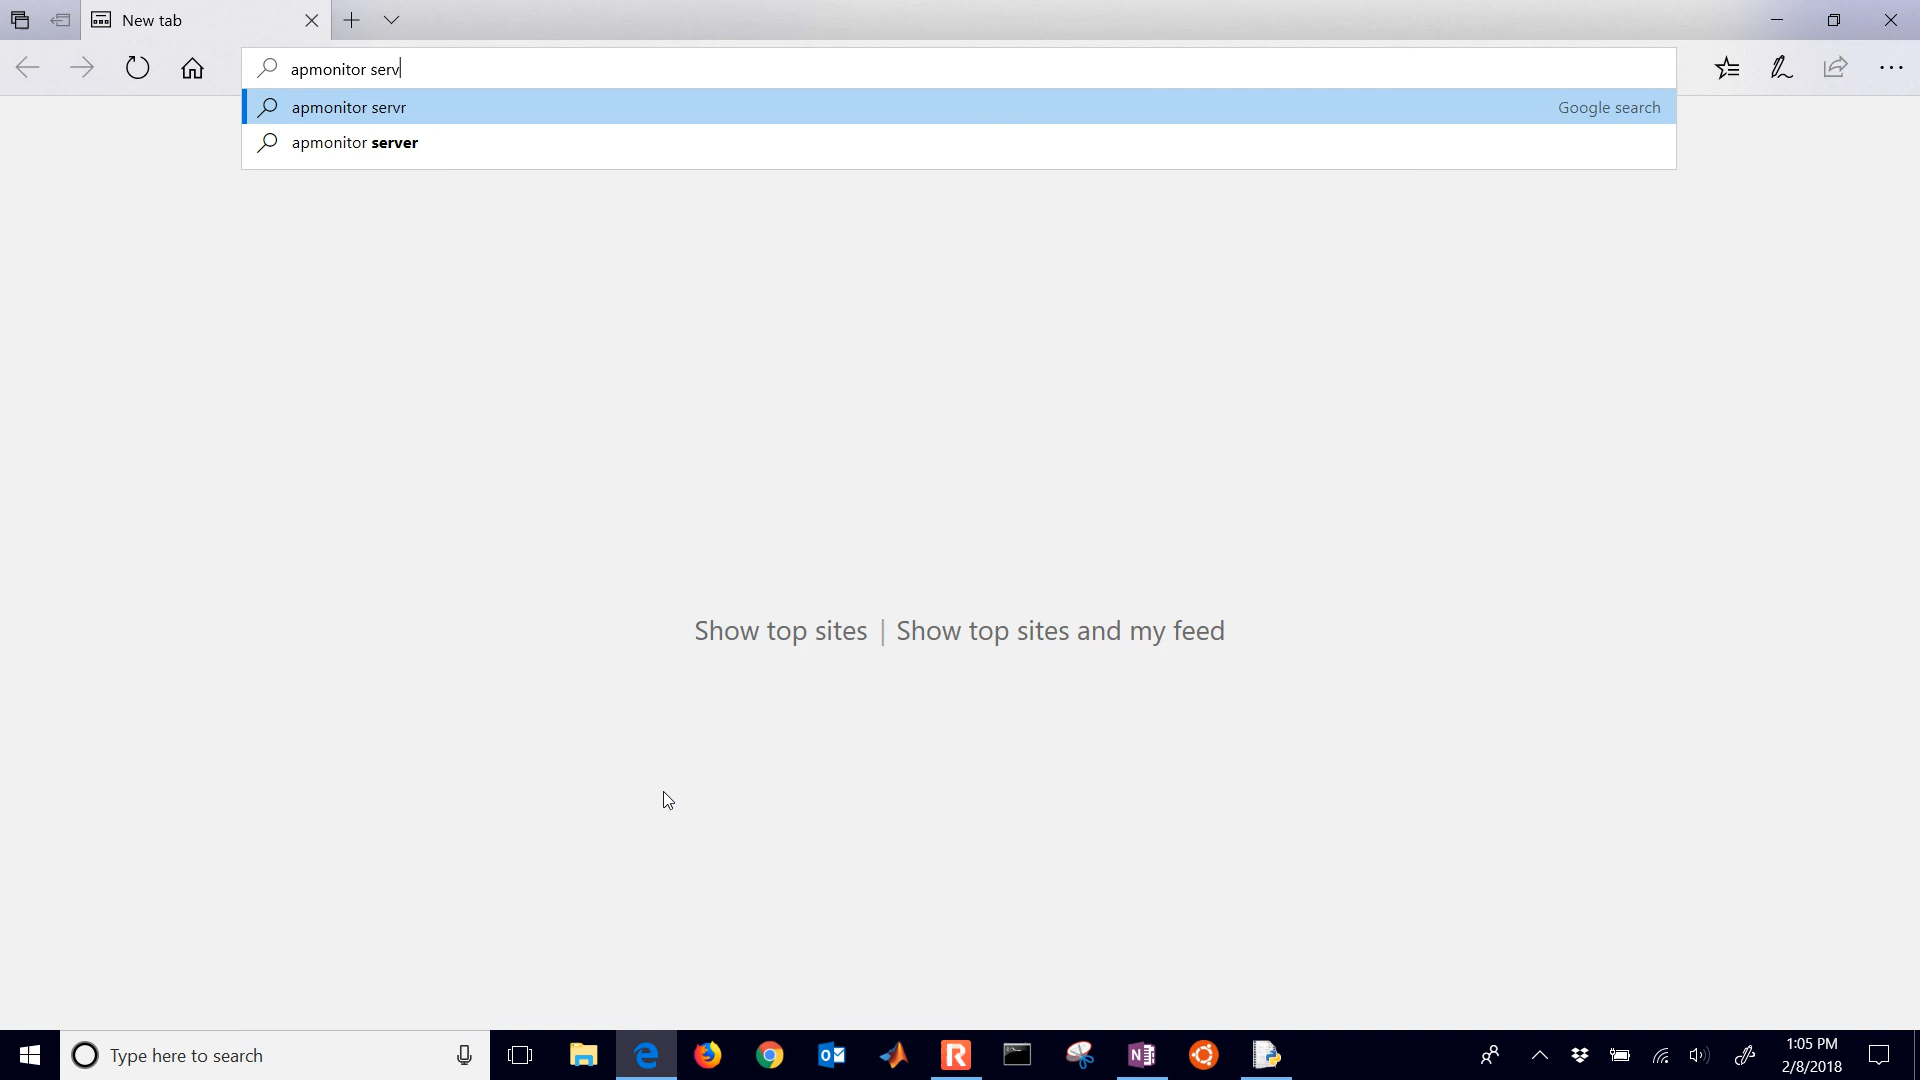 New tab
apmonitor serv
apmonitor servr Google search
apmonitor server
Show top sites | Show top sites and my feed
Type here to search
1:05 PM
2/8/2018